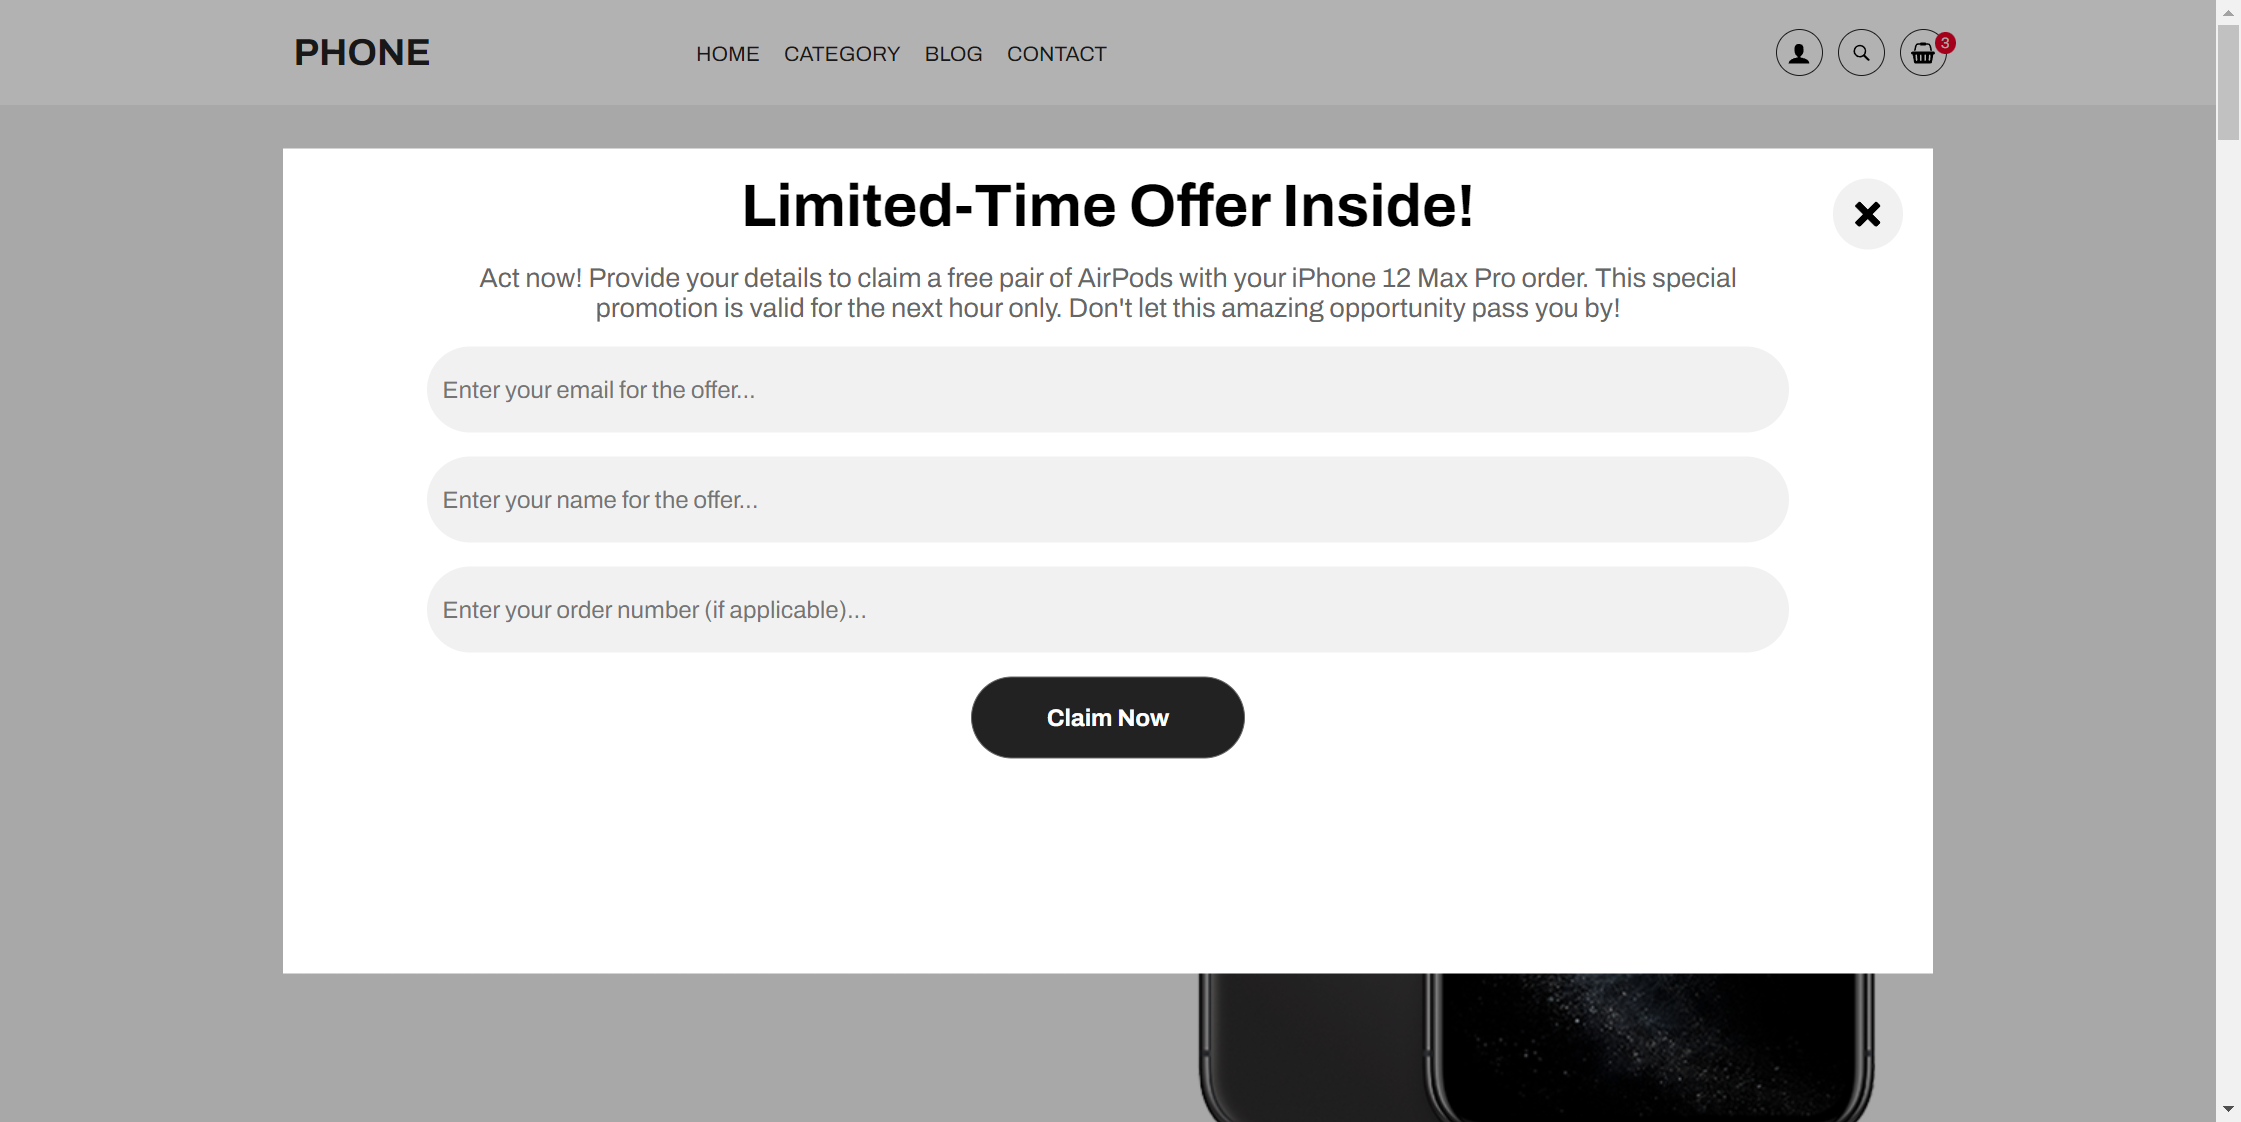 PHONE
HOME CATEGORY BLOG CONTACT
3
Limited-Time Offer Inside!
Act now! Provide your details to claim a free pair of AirPods with your iPhone 12 Max Pro order. This special
promotion is valid for the next hour only. Don't let this amazing opportunity pass you by!
Enter your email for the offer...
Enter your name for the offer...
Enter your order number (if applicable)...
Claim Now